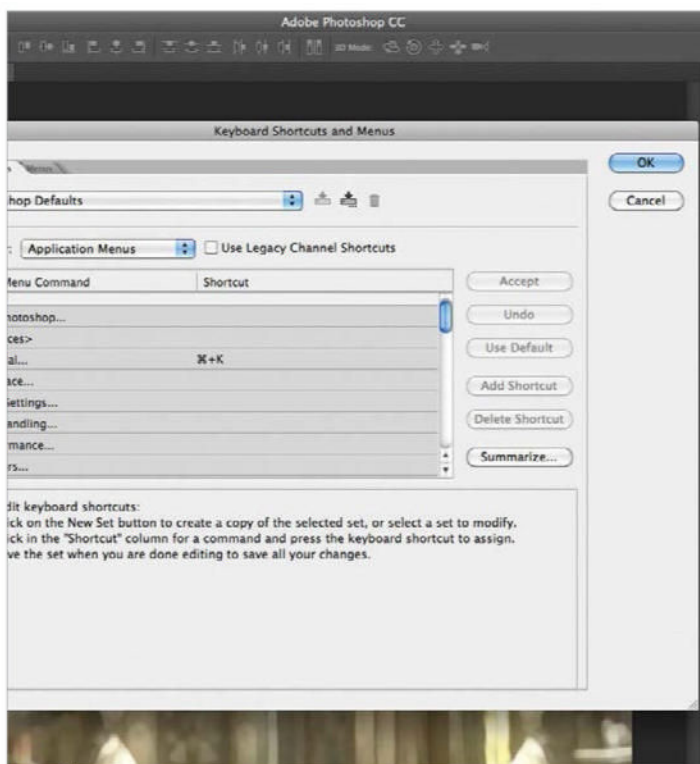 Adobe Photoshop CC
3D Mode:
Keyboard Shortcuts and Menus
s Menus
OK
hop Defaults
Cancel
: Application Menus Use Legacy Channel Shortcuts
Menu Command Shortcut
Accept
hotoshop...
Undo
ces>
Use Default
al... ⌘+K
ace...
Add Shortcut
Settings...
andling...
Delete Shortcut
mance...
rs...
Summarize...
dit keyboard shortcuts:
ick on the New Set button to create a copy of the selected set, or select a set to modify.
ick in the "Shortcut" column for a command and press the keyboard shortcut to assign.
ve the set when you are done editing to save all your changes.